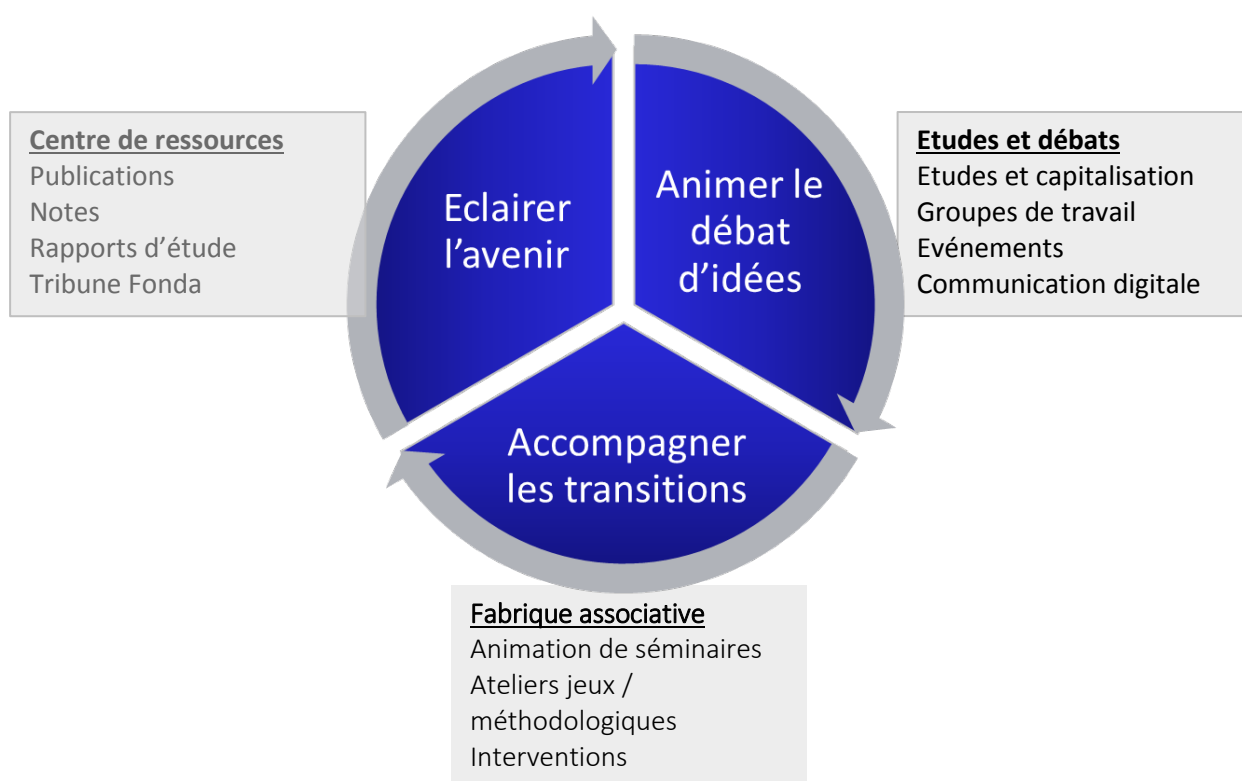 Centre de ressources
Publications
Notes
Rapports d’étude
Tribune Fonda
Eclairer
l’avenir
Animer le
débat
d’idées
Etudes et débats
Etudes et capitalisation
Groupes de travail
Evénements
Communication digitale
Accompagner
les transitions
Fabrique associative
Animation de séminaires
Ateliers jeux /
méthodologiques
Interventions